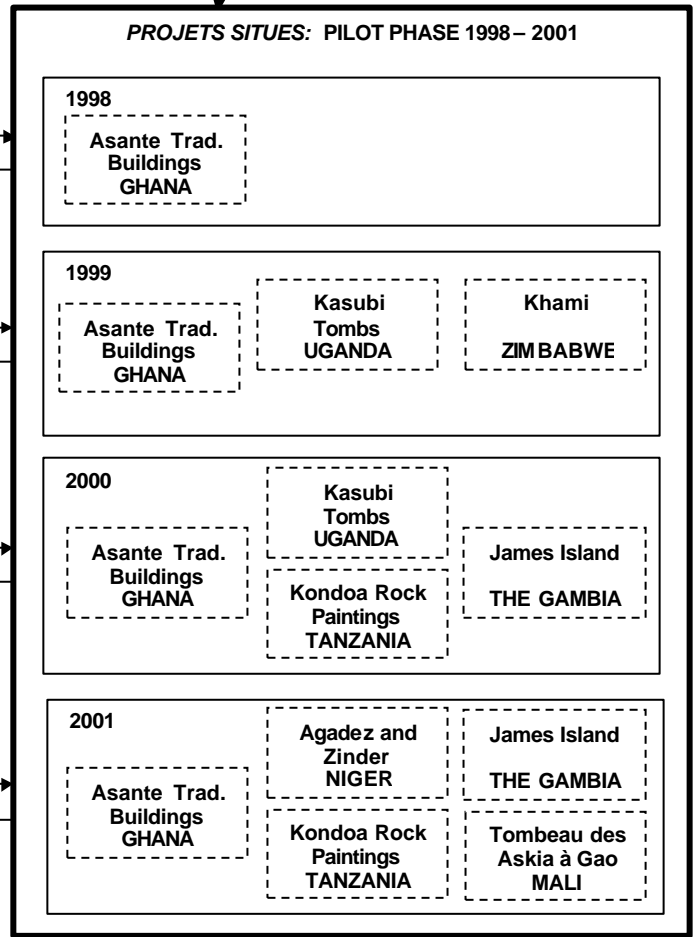 PROJETS SITUES: PILOT PHASE 1998 – 2001
1998
Asante Trad.
Buildings
GHANA
1999
Asante Trad.
Buildings
GHANA
Kasubi
Tombs
UGANDA
Khami
ZIMBABWE
2000
Asante Trad.
Buildings
GHANA
Kasubi
Tombs
UGANDA
Kondoa Rock
Paintings
TANZANIA
James Island
THE GAMBIA
2001
Asante Trad.
Buildings
GHANA
Agadez and
Zinder
NIGER
Kondoa Rock
Paintings
TANZANIA
James Island
THE GAMBIA
Tombeau des
Askia à Gao
MALI